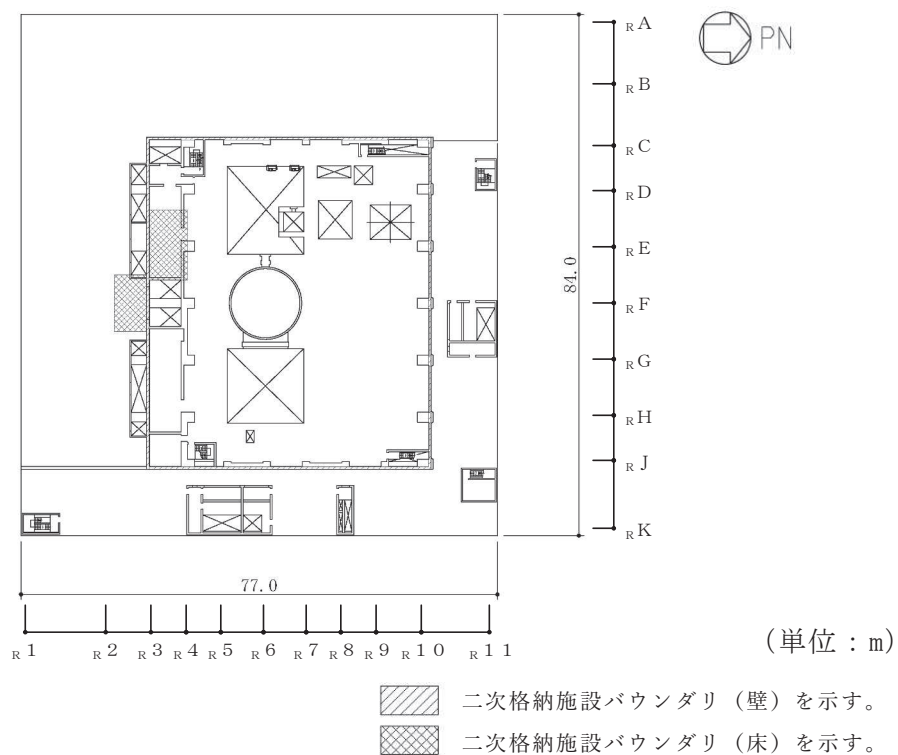 RA
PN
RB
RC
RD
RE
84.0
RF
RG
RH
RJ
RK
77.0
R1 R2 R3 R4 R5 R6 R7 R8 R9 R10 R11
(単位：m)
二次格納施設バウンダリ（壁）を示す。
二次格納施設バウンダリ（床）を示す。